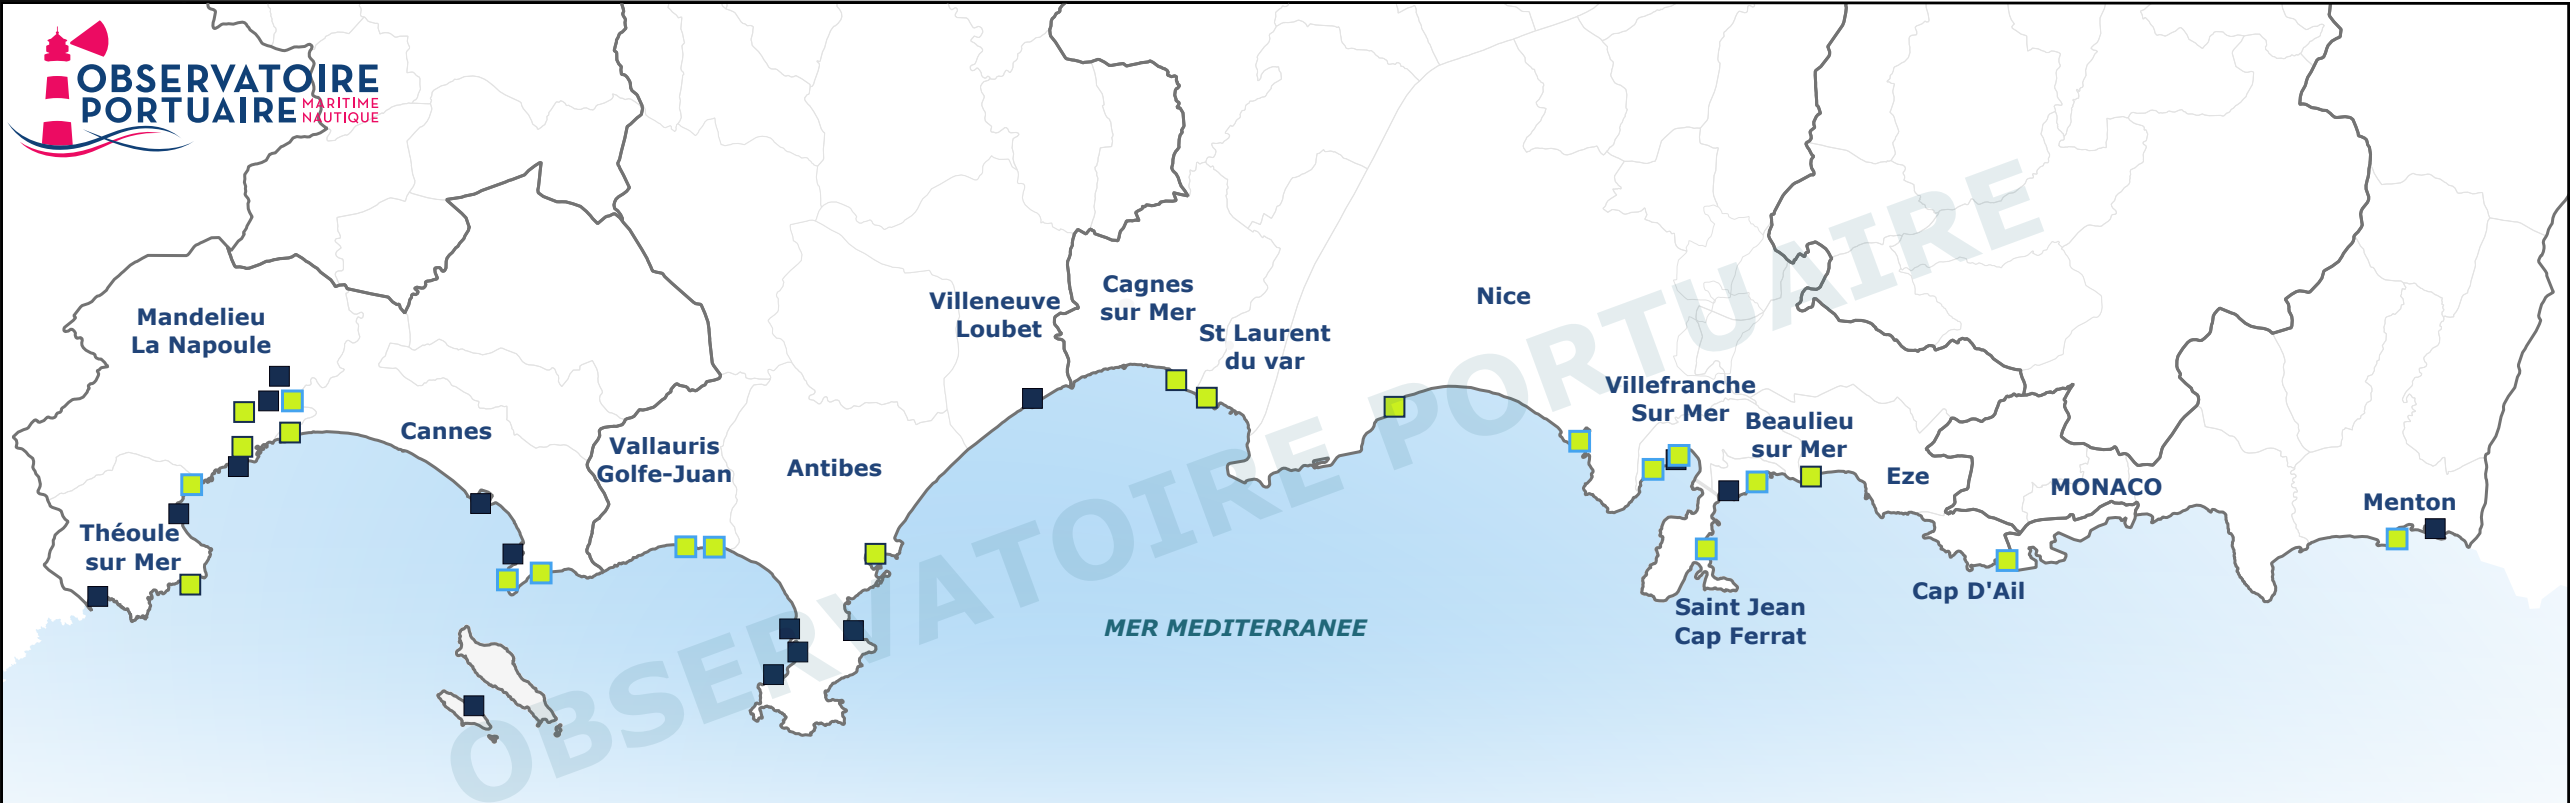 OBSERVATOIRE
PORTUAIRE MARITIME
NAUTIQUE
Mandelieu
La Napoule
Théoule
sur Mer
Cannes
Vallauris
Golfe-Juan
Antibes
Villeneuve
Loubet
Cagnes
sur Mer
St Laurent
du var
Nice
Villefranche
Sur Mer
Beaulieu
sur Mer
Eze
MONACO
Menton
Cap D'Ail
Saint Jean
Cap Ferrat
MER MEDITERRANEE
OBSERVATOIRE PORTUAIRE